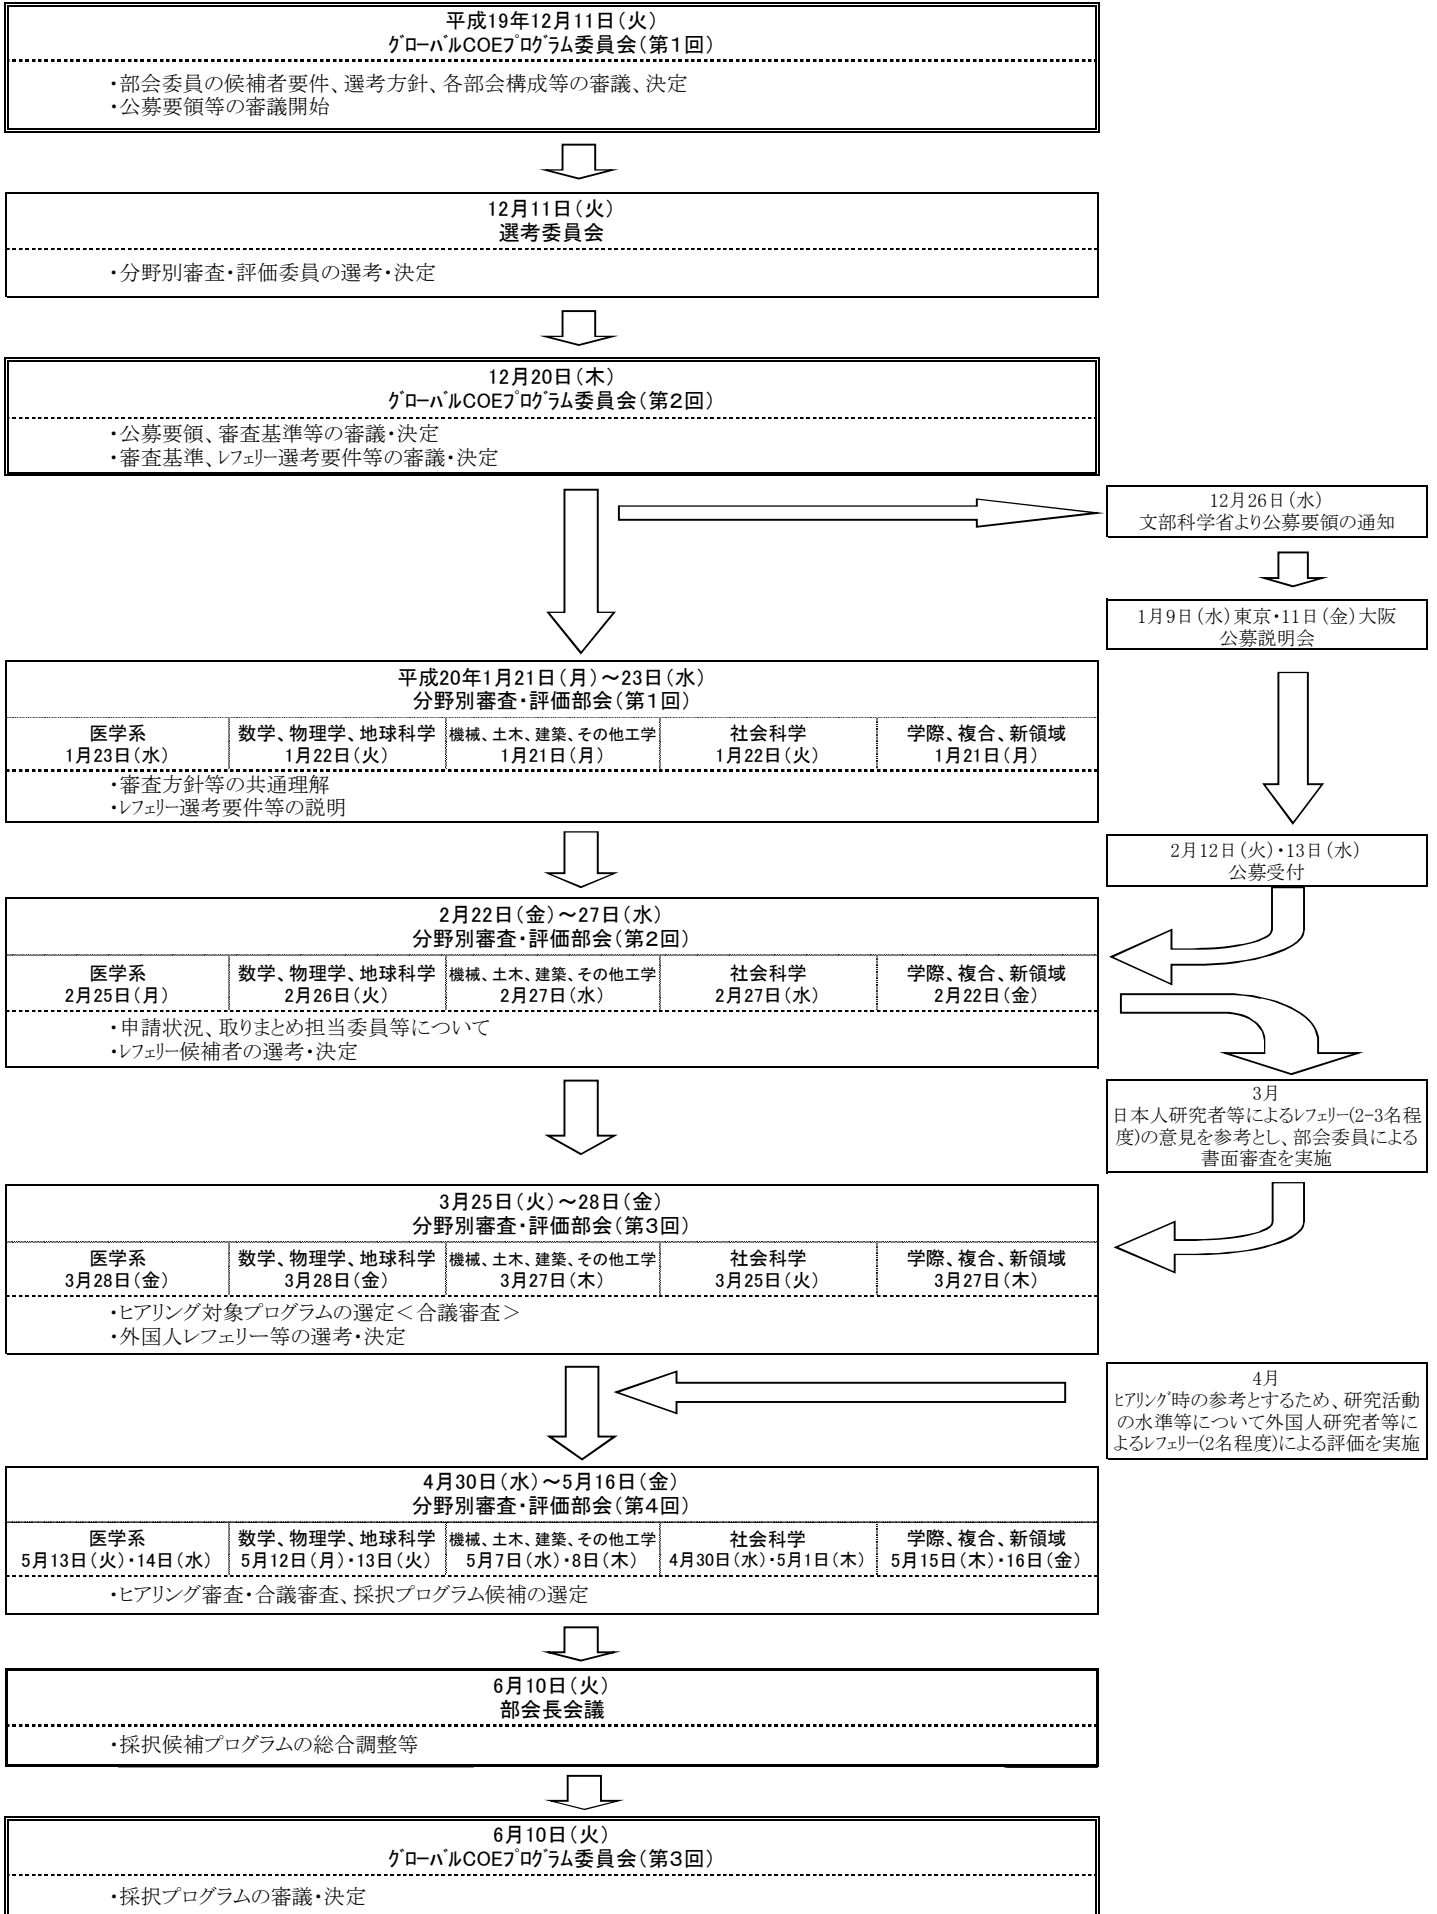 平成19年12月11日(火)
グローバルCOEプログラム委員会(第1回)
・部会委員の候補者要件、選考方針、各部会構成等の審議、決定
・公募要領等の審議開始
12月11日(火)
選考委員会
・分野別審査・評価委員の選考・決定
12月20日(木)
グローバルCOEプログラム委員会(第2回)
・公募要領、審査基準等の審議・決定
・審査基準、レフェリー選考要件等の審議・決定
12月26日(水)
文部科学省より公募要領の通知
1月9日(水)東京・11日(金)大阪
公募説明会
平成20年1月21日(月)～23日(水)
分野別審査・評価部会(第1回)
医学系 数学、物理学、地球科学 機械、土木、建築、その他工学 社会科学 学際、複合、新領域
1月23日(水) 1月22日(火) 1月21日(月) 1月22日(火) 1月21日(月)
・審査方針等の共通理解
・レフェリー選考要件等の説明
2月12日(火)・13日(水)
公募受付
2月22日(金)～27日(水)
分野別審査・評価部会(第2回)
医学系 数学、物理学、地球科学 機械、土木、建築、その他工学 社会科学 学際、複合、新領域
2月25日(月) 2月26日(火) 2月27日(水) 2月27日(水) 2月22日(金)
・申請状況、取りまとめ担当委員等について
・レフェリー候補者の選考・決定
3月
日本人研究者等によるレフェリー(2-3名程
度)の意見を参考とし、部会委員による
書面審査を実施
3月25日(火)～28日(金)
分野別審査・評価部会(第3回)
医学系 数学、物理学、地球科学 機械、土木、建築、その他工学 社会科学 学際、複合、新領域
3月28日(金) 3月28日(金) 3月27日(木) 3月25日(火) 3月27日(木)
・ヒアリング対象プログラムの選定＜合議審査＞
・外国人レフェリー等の選考・決定
4月
ヒアリング時の参考とするため、研究活動
の水準等について外国人研究者等に
よるレフェリー(2名程度)による評価を実施
4月30日(水)～5月16日(金)
分野別審査・評価部会(第4回)
医学系 数学、物理学、地球科学 機械、土木、建築、その他工学 社会科学 学際、複合、新領域
5月13日(火)・14日(水) 5月12日(月)・13日(火) 5月7日(水)・8日(木) 4月30日(水)・5月1日(木) 5月15日(木)・16日(金)
・ヒアリング審査・合議審査、採択プログラム候補の選定
6月10日(火)
部会長会議
・採択候補プログラムの総合調整等
6月10日(火)
グローバルCOEプログラム委員会(第3回)
・採択プログラムの審議・決定